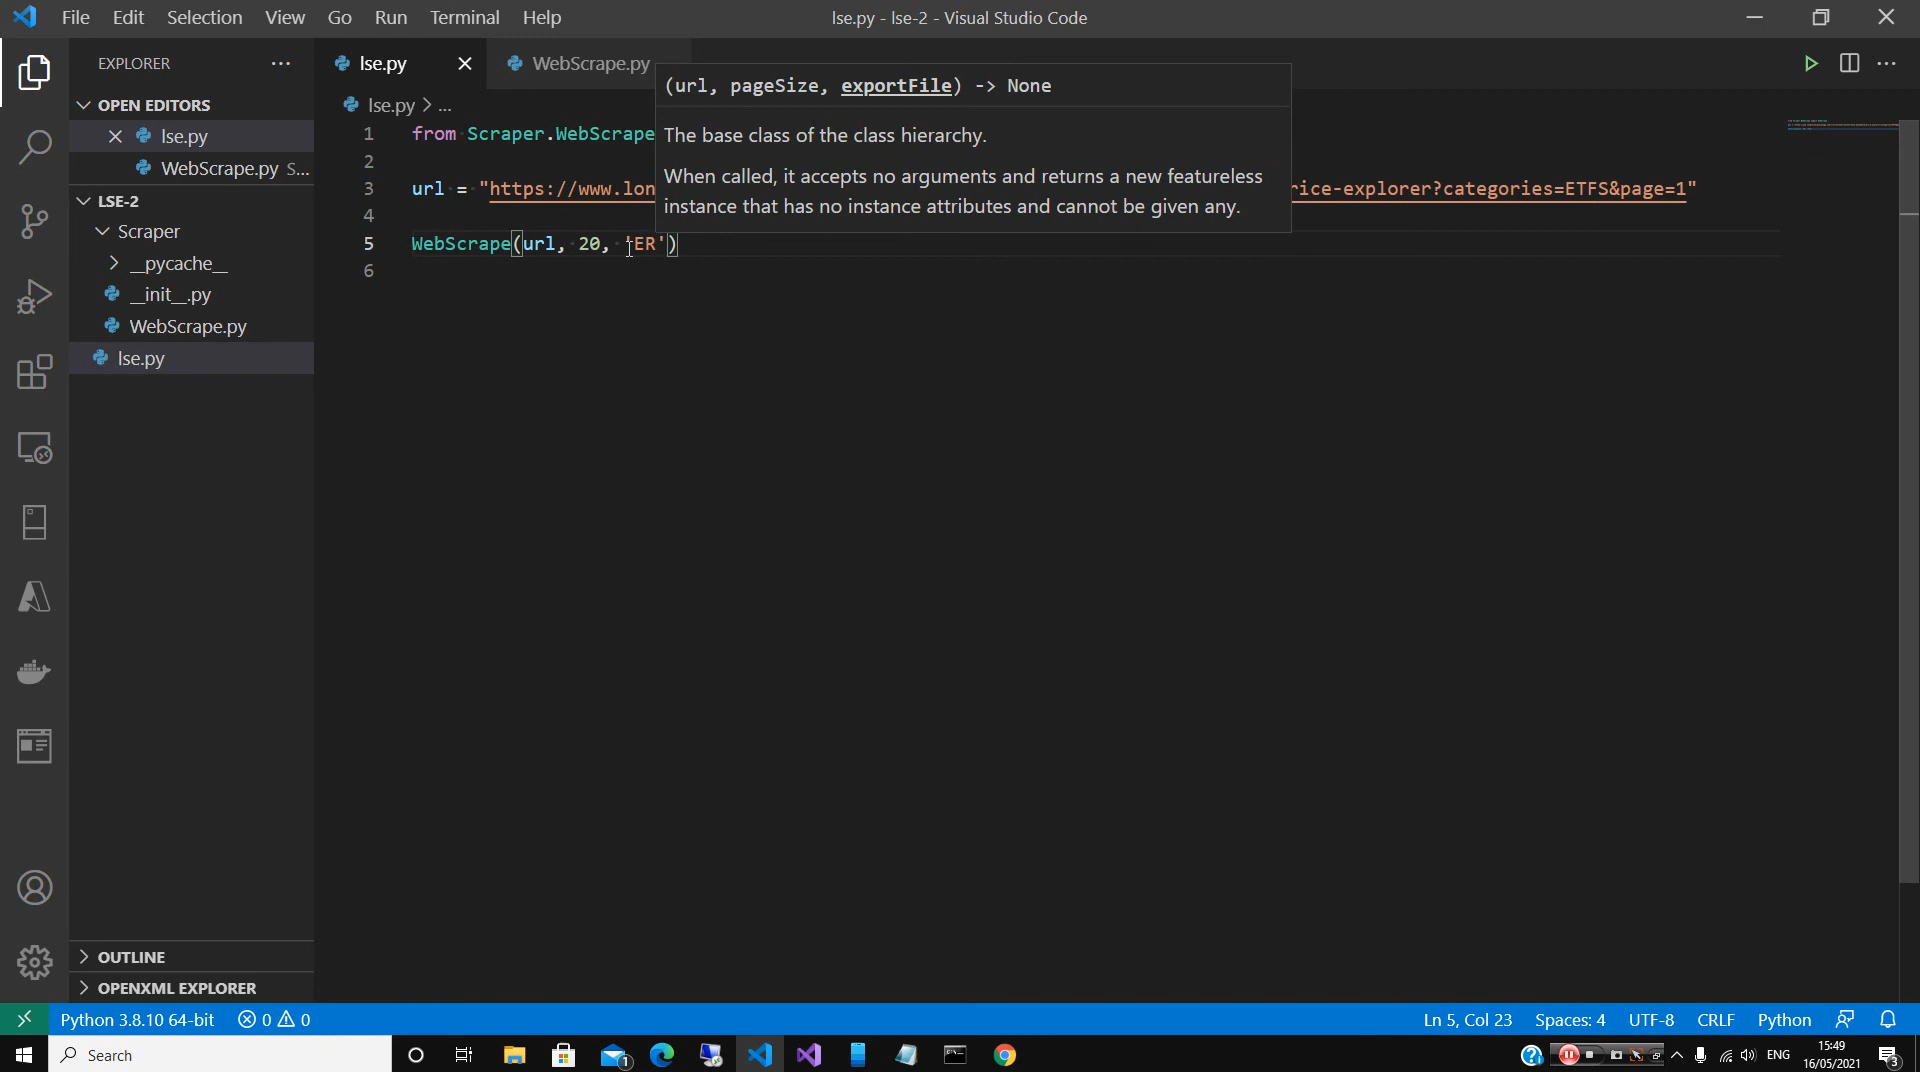 File Edit Selection View Go Run Terminal Help
lse.py - lse-2 - Visual Studio Code
EXPLORER
OPEN EDITORS
lse.py
WebScrape.py S...
LSE-2
Scraper
__pycache__
__init__.py
WebScrape.py
lse.py
OUTLINE
OPENXML EXPLORER
lse.py
WebScrape.py
lse.py > ...
(url, pageSize, exportFile) -> None
The base class of the class hierarchy.
When called, it accepts no arguments and returns a new featureless
instance that has no instance attributes and cannot be given any.
1 from Scraper.WebScrape
2
3 url = "https://www.lon rice-explorer?categories=ETFS&page=1"
4
5 WebScrape(url, 20, 'ER')
6
Python 3.8.10 64-bit 0 0
Ln 5, Col 23 Spaces: 4 UTF-8 CRLF Python
Search
1
ENG
15:49
16/05/2021
3